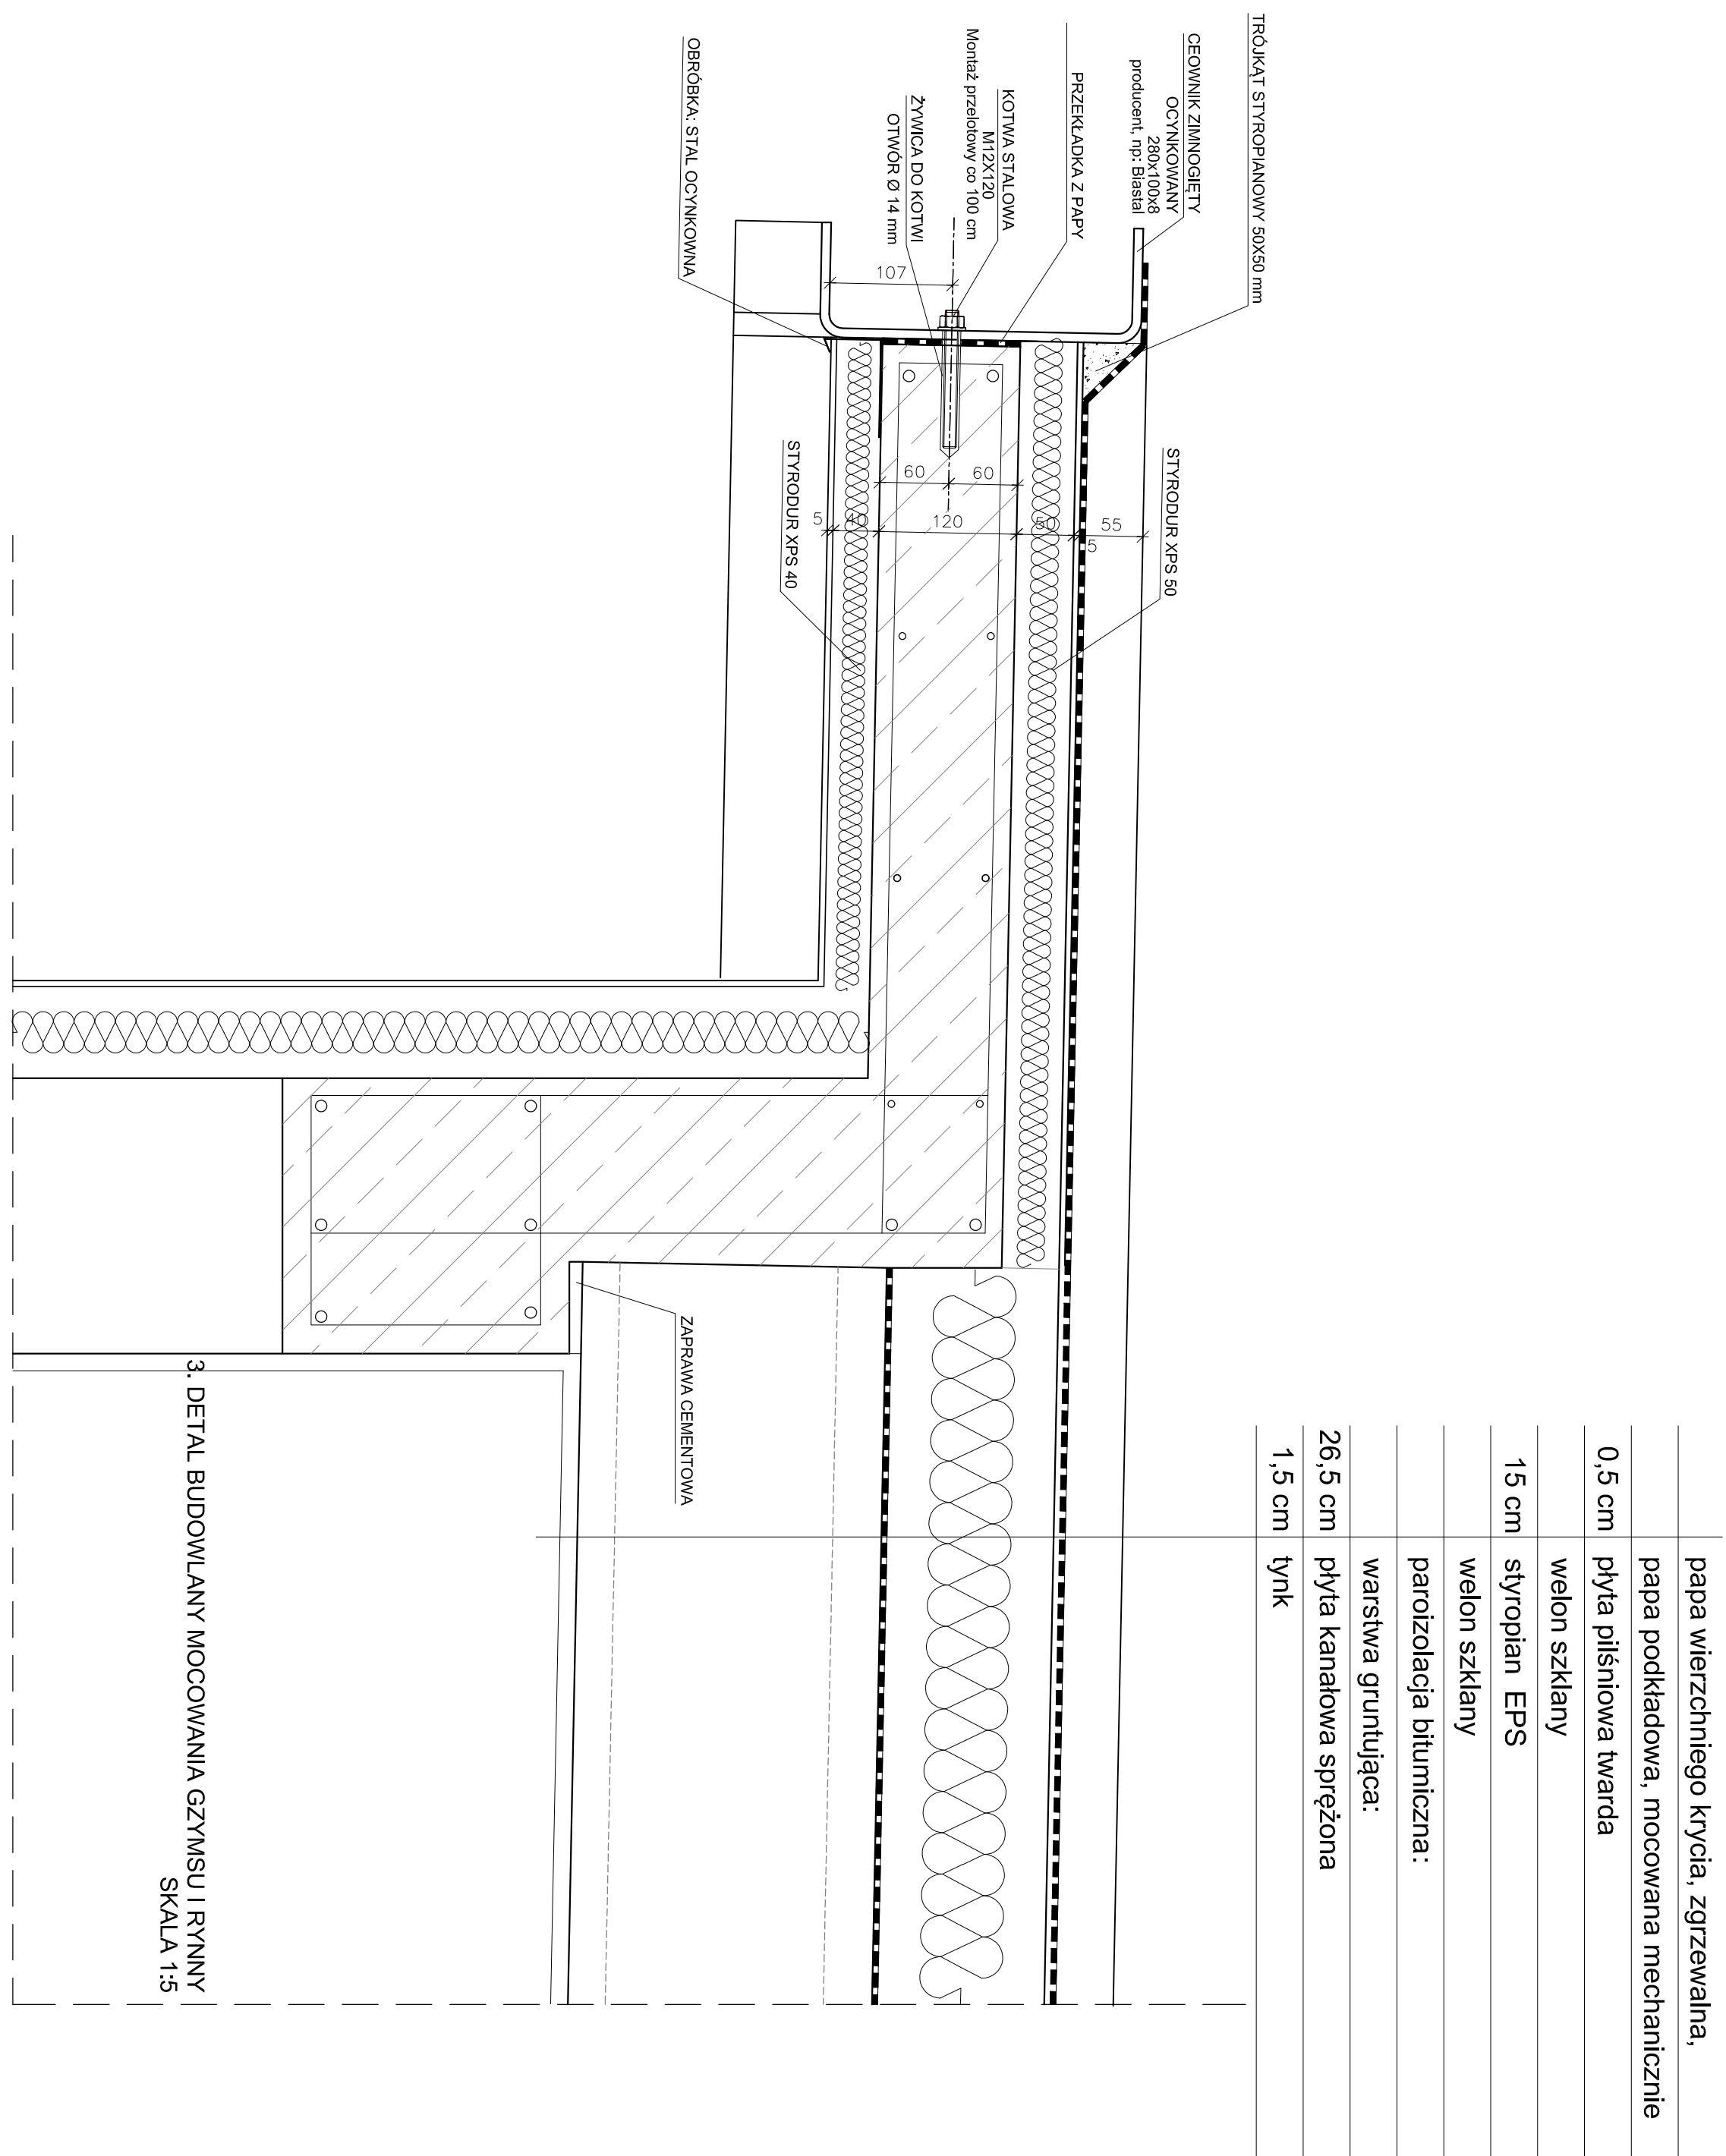 TRÓJKĄT STYROPIANOWY 50X50 mm
CEOWNIK ZIMNOGIĘTY
OCYNKOWANY
280x100x8
producent, np: Biastal
PRZEKŁADKA Z PAPY
KOTWA STALOWA
M12X120
Montaż przelotowy co 100 cm
ŻYWICA DO KOTWI
OTWÓR Ø 14 mm
OBRÓBKA: STAL OCYNKOWNA
107
60
60
5
40
120
50
5
55
STYRODUR XPS 50
STYRODUR XPS 40
ZAPRAWA CEMENTOWA
papa wierzchniego krycia, zgrzewalna,
papa podkładowa, mocowana mechanicznie
0,5 cm płyta pilśniowa twarda
welon szklany
15 cm styropian EPS
welon szklany
paroizolacja bitumiczna:
warstwa gruntująca:
26,5 cm płyta kanałowa sprężona
1,5 cm tynk
3. DETAL BUDOWLANY MOCOWANIA GZYMSU I RYNNY
SKALA 1:5